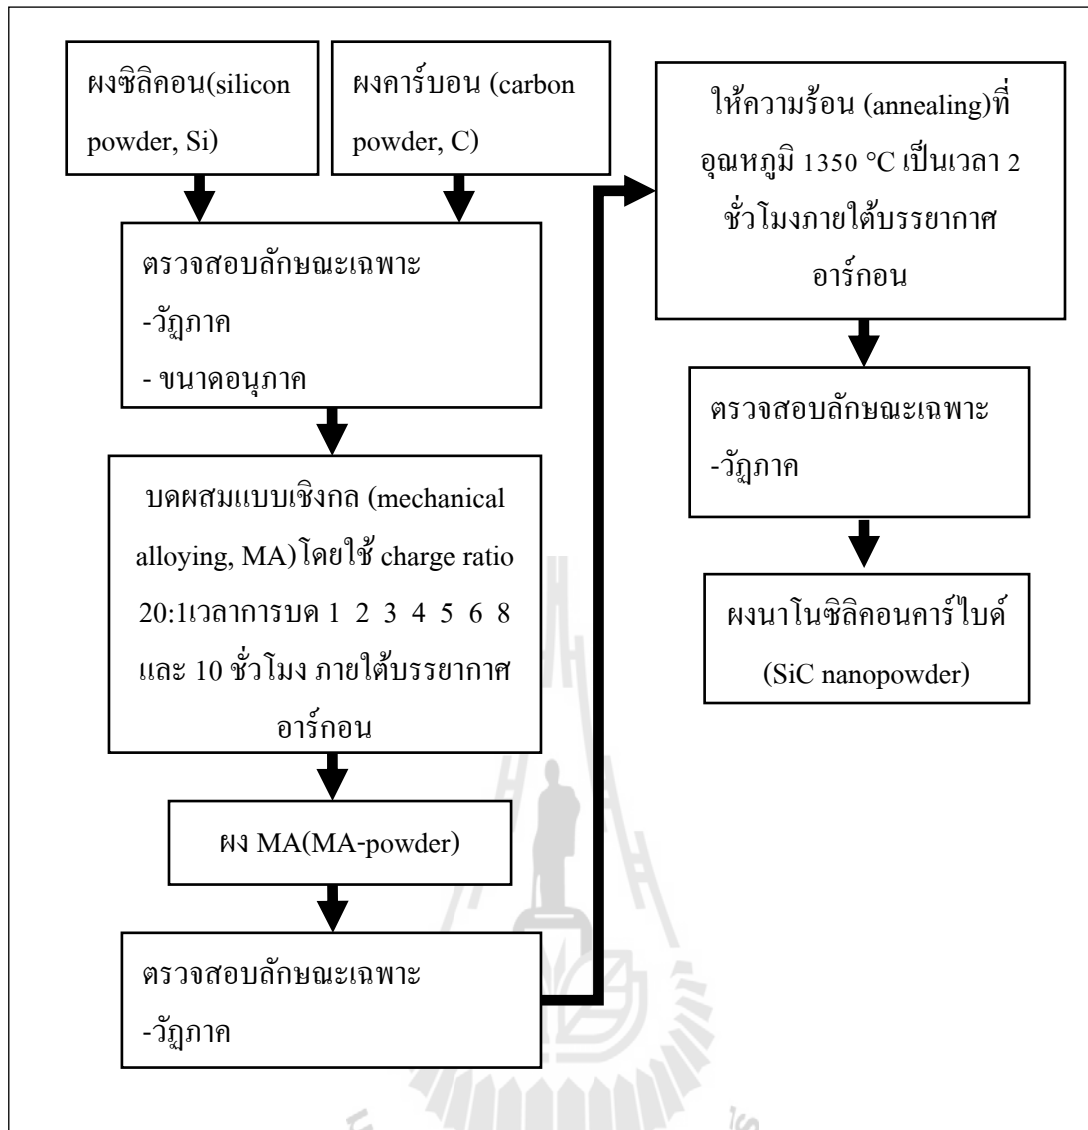 ผงซิลิคอน(silicon
powder, Si)
ผงคาร์บอน (carbon
powder, C)
ตรวจสอบลักษณะเฉพาะ
-วัฏภาค
- ขนาดอนุภาค
บดผสมแบบเชิงกล (mechanical
alloying, MA)โดยใช้ charge ratio
20:1เวลาการบด 1 2 3 4 5 6 8
และ 10 ชั่วโมง ภายใต้บรรยากาศ
อาร์กอน
ผง MA(MA-powder)
ตรวจสอบลักษณะเฉพาะ
-วัฏภาค
ให้ความร้อน (annealing)ที่
อุณหภูมิ 1350 °C เป็นเวลา 2
ชั่วโมงภายใต้บรรยากาศ
อาร์กอน
ตรวจสอบลักษณะเฉพาะ
-วัฏภาค
ผงนาโนซิลิคอนคาร์ไบด์
(SiC nanopowder)